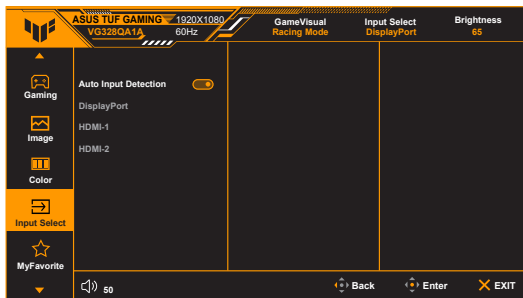 ASUS TUF GAMING
VG328QA1A
1920X1080
60Hz
GameVisual
Racing Mode
Input Select
DisplayPort
Brightness
65
Gaming
Image
Color
Input Select
MyFavorite
Auto Input Detection
DisplayPort
HDMI-1
HDMI-2
50
Back
Enter
EXIT